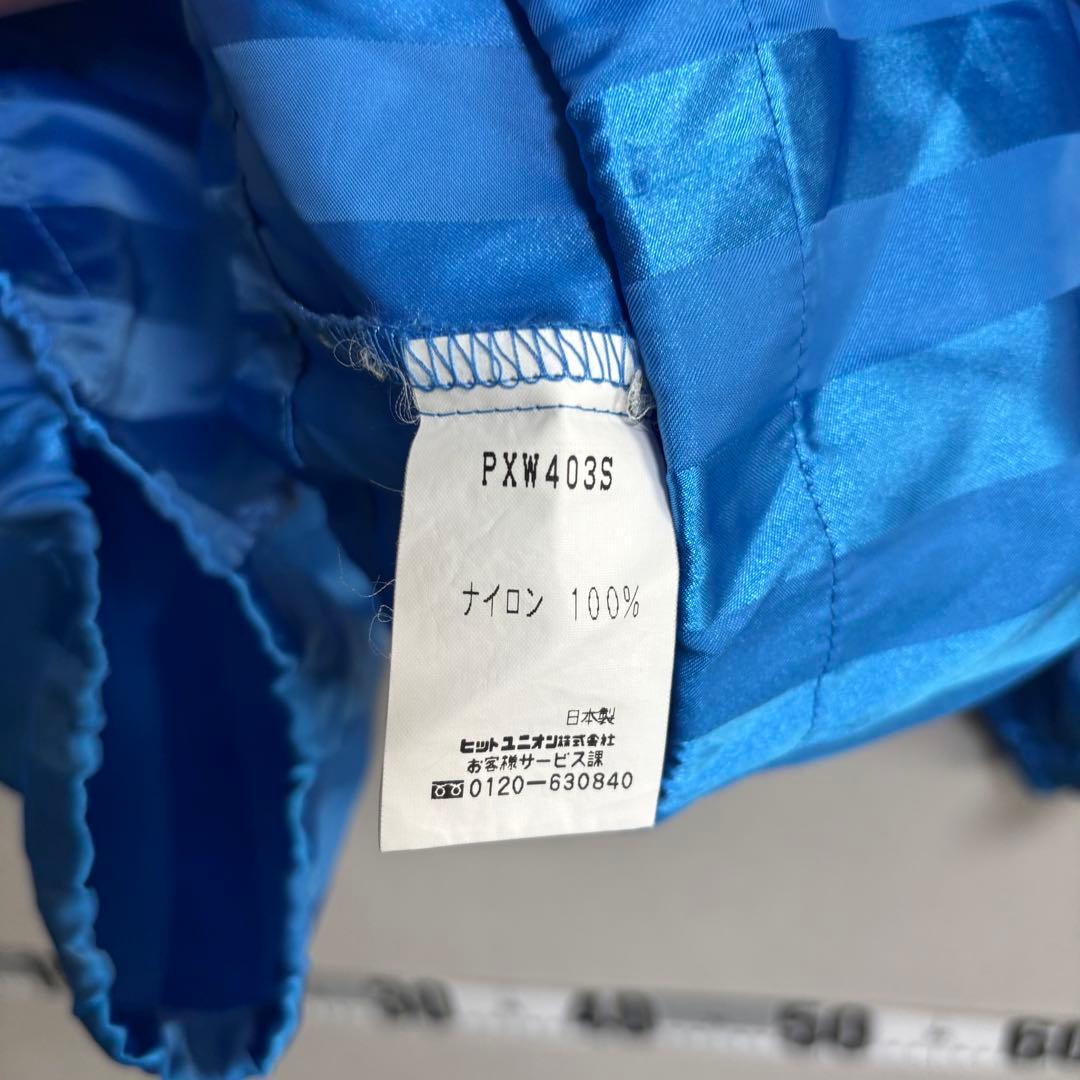 PXW403S
ナイロン 100%
日本製
ヒットユニオン株式会社
お客様サービス課
0120-630840
30 40 50 60